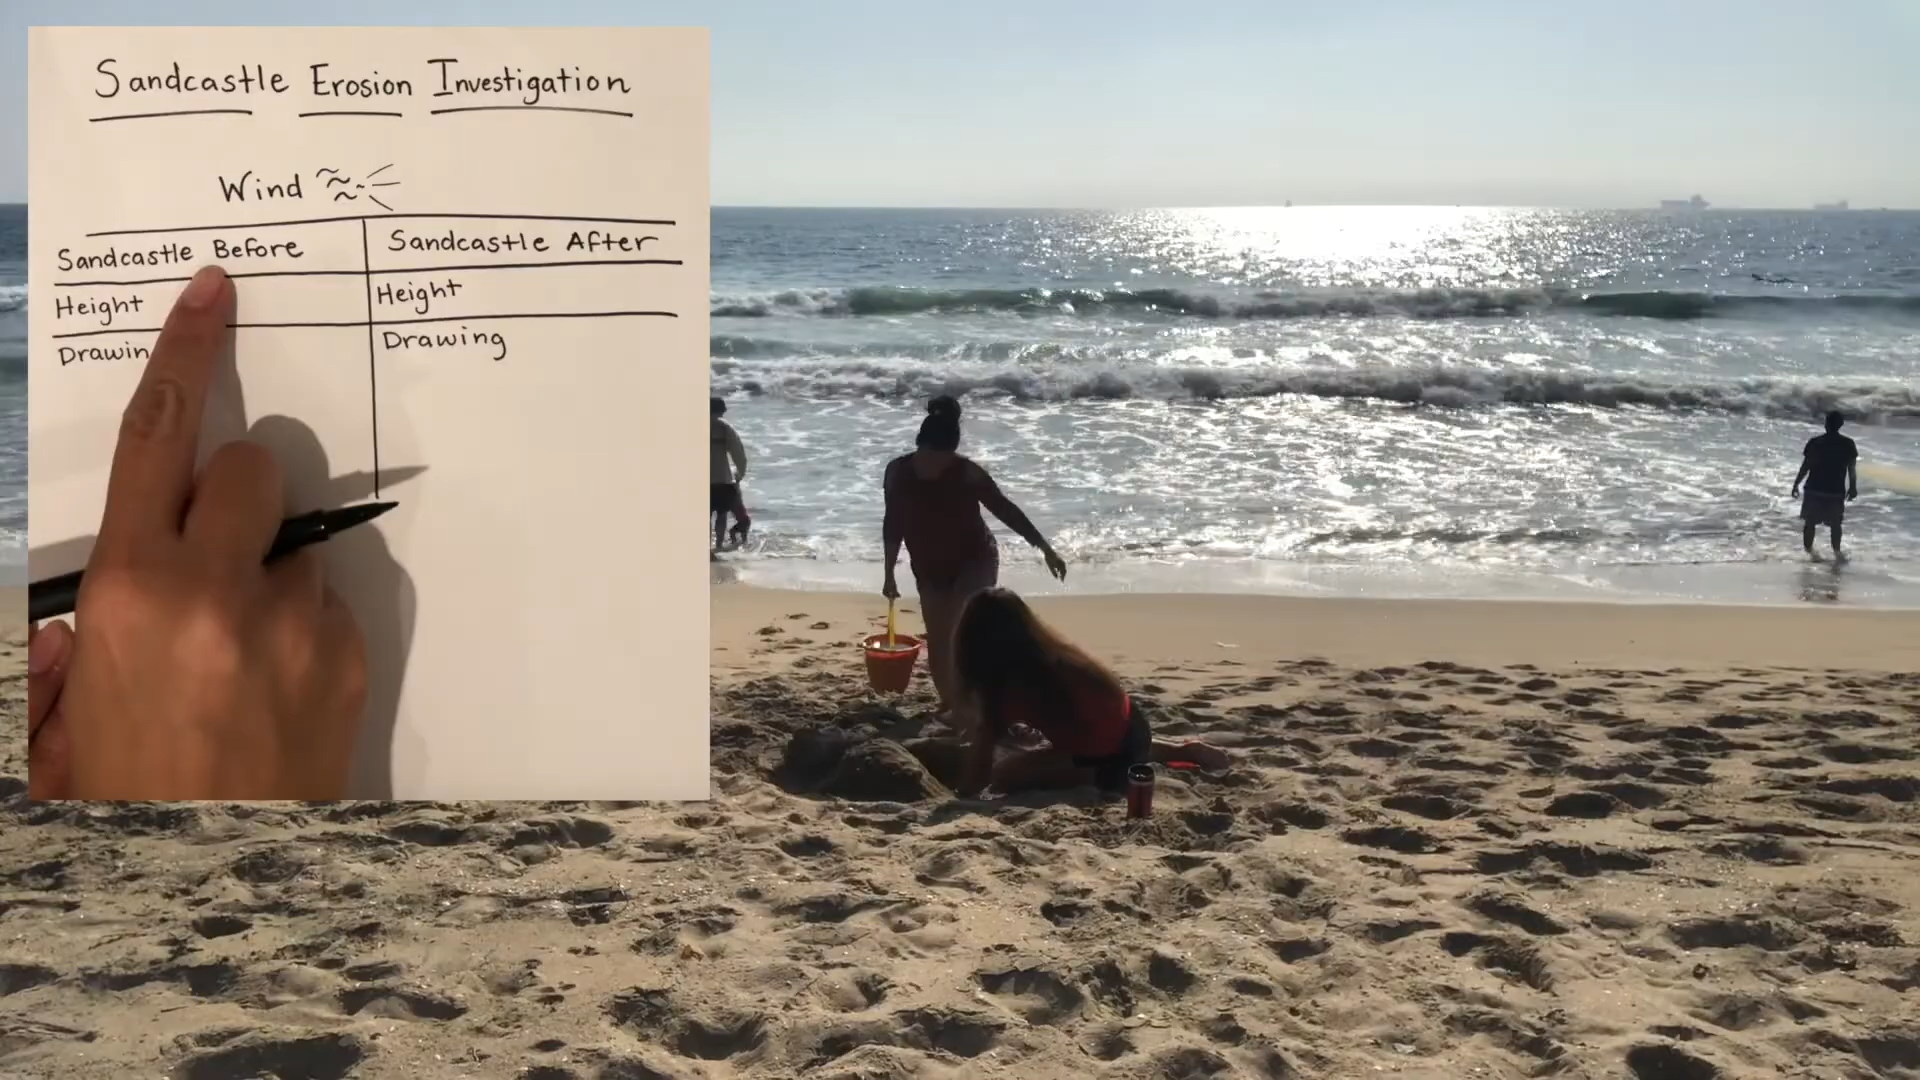 Sandcastle Erosion Investigation
Wind
Sandcastle Before
Sandcastle After
Height
Height
Drawin
Drawing